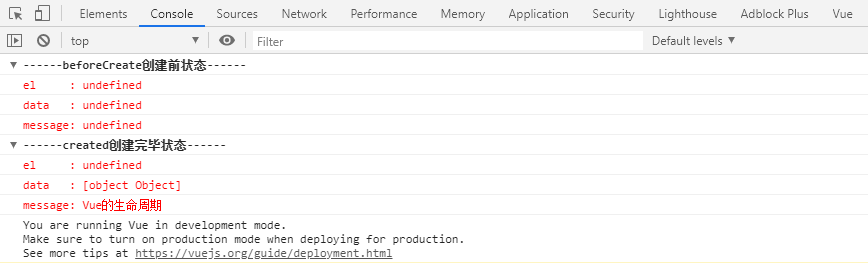 Elements Console Sources Network Performance Memory Application Security Lighthouse Adblock Plus Vue
top Filter Default levels
------beforeCreate创建前状态------
el : undefined
data : undefined
message: undefined
------created创建完毕状态------
el : undefined
data : [object Object]
message: Vue的生命周期
You are running Vue in development mode.
Make sure to turn on production mode when deploying for production.
See more tips at https://vuejs.org/guide/deployment.html